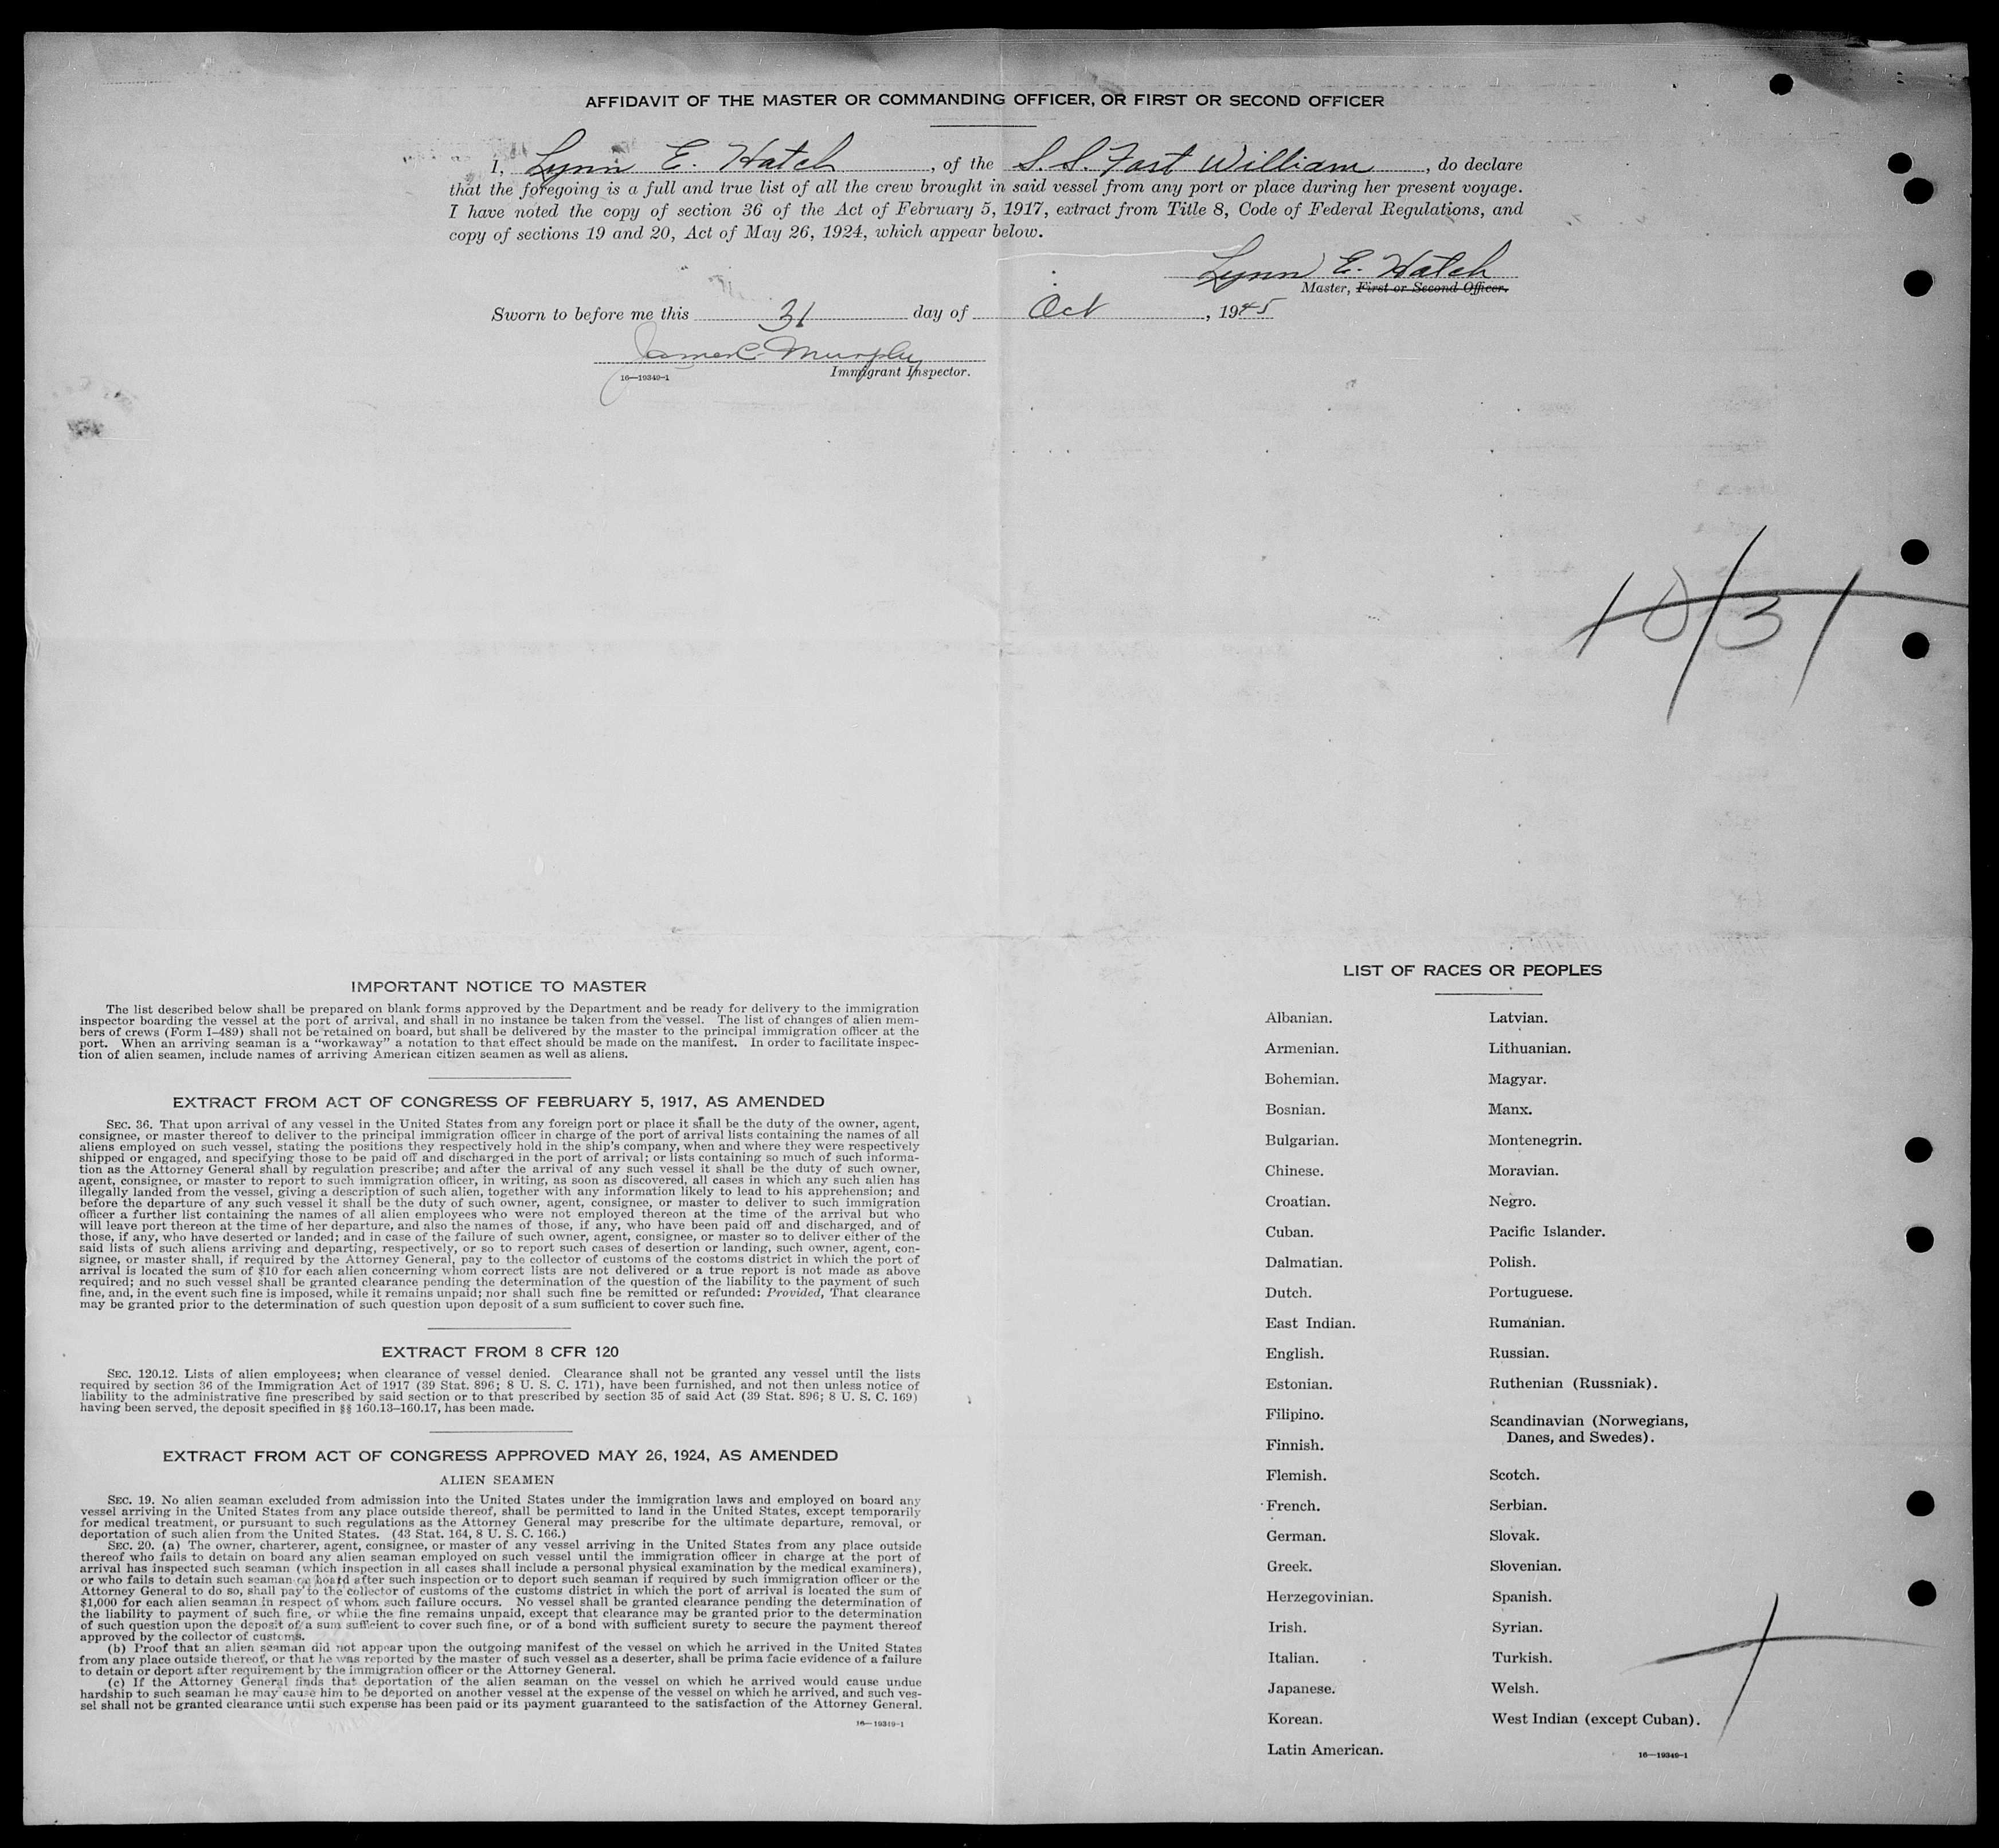 AFFIDAVIT OF THE MASTER OR COMMANDING OFFICER, OR FIRST OR SECOND OFFICER
I, Lynn E. Hatch, of the S. S. Fort William, do declare
that the foregoing is a full and true list of all the crew brought in said vessel from any port or place during her present voyage.
I have noted the copy of section 36 of the Act of February 5, 1917, extract from Title 8, Code of Federal Regulations, and
copy of sections 19 and 20, Act of May 26, 1924, which appear below.
Lynn E. Hatch
Master, First or Second Officer.
Sworn to before me this 31 day of Oct, 1945
James C. Murphy
16—19349-1 Immigrant Inspector.
10/31
IMPORTANT NOTICE TO MASTER
The list described below shall be prepared on blank forms approved by the Department and be ready for delivery to the immigration
inspector boarding the vessel at the port of arrival, and shall in no instance be taken from the vessel. The list of changes of alien mem-
bers of crews (Form I–489) shall not be retained on board, but shall be delivered by the master to the principal immigration officer at the
port. When an arriving seaman is a “workaway” a notation to that effect should be made on the manifest. In order to facilitate inspec-
tion of alien seamen, include names of arriving American citizen seamen as well as aliens.
EXTRACT FROM ACT OF CONGRESS OF FEBRUARY 5, 1917, AS AMENDED
SEC. 36. That upon arrival of any vessel in the United States from any foreign port or place it shall be the duty of the owner, agent,
consignee, or master thereof to deliver to the principal immigration officer in charge of the port of arrival lists containing the names of all
aliens employed on such vessel, stating the positions they respectively hold in the ship's company, when and where they were respectively
shipped or engaged, and specifying those to be paid off and discharged in the port of arrival; or lists containing so much of such informa-
tion as the Attorney General shall by regulation prescribe; and after the arrival of any such vessel it shall be the duty of such owner,
agent, consignee, or master to report to such immigration officer, in writing, as soon as discovered, all cases in which any such alien has
illegally landed from the vessel, giving a description of such alien, together with any information likely to lead to his apprehension; and
before the departure of any such vessel it shall be the duty of such owner, agent, consignee, or master to deliver to such immigration
officer a further list containing the names of all alien employees who were not employed thereon at the time of the arrival but who
will leave port thereon at the time of her departure, and also the names of those, if any, who have been paid off and discharged, and of
those, if any, who have deserted or landed; and in case of the failure of such owner, agent, consignee, or master so to deliver either of the
said lists of such aliens arriving and departing, respectively, or so to report such cases of desertion or landing, such owner, agent, con-
signee, or master shall, if required by the Attorney General, pay to the collector of customs of the costoms district in which the port of
arrival is located the sum of $10 for each alien concerning whom correct lists are not delivered or a true report is not made as above
required; and no such vessel shall be granted clearance pending the determination of the question of the liability to the payment of such
fine, and, in the event such fine is imposed, while it remains unpaid; nor shall such fine be remitted or refunded: Provided, That clearance
may be granted prior to the determination of such question upon deposit of a sum sufficient to cover such fine.
EXTRACT FROM 8 CFR 120
SEC. 120.12. Lists of alien employees; when clearance of vessel denied. Clearance shall not be granted any vessel until the lists
required by section 36 of the Immigration Act of 1917 (39 Stat. 896; 8 U. S. C. 171), have been furnished, and not then unless notice of
liability to the administrative fine prescribed by said section or to that prescribed by section 35 of said Act (39 Stat. 896; 8 U. S. C. 169)
having been served, the deposit specified in §§ 160.13–160.17, has been made.
EXTRACT FROM ACT OF CONGRESS APPROVED MAY 26, 1924, AS AMENDED
ALIEN SEAMEN
SEC. 19. No alien seaman excluded from admission into the United States under the immigration laws and employed on board any
vessel arriving in the United States from any place outside thereof, shall be permitted to land in the United States, except temporarily
for medical treatment, or pursuant to such regulations as the Attorney General may prescribe for the ultimate departure, removal, or
deportation of such alien from the United States. (43 Stat. 164, 8 U. S. C. 166.)
SEC. 20. (a) The owner, charterer, agent, consignee, or master of any vessel arriving in the United States from any place outside
thereof who fails to detain on board any alien seaman employed on such vessel until the immigration officer in charge at the port of
arrival has inspected such seaman (which inspection in all cases shall include a personal physical examination by the medical examiners),
or who fails to detain such seaman on board after such inspection or to deport such seaman if required by such immigration officer or the
Attorney General to do so, shall pay to the collector of customs of the customs district in which the port of arrival is located the sum of
$1,000 for each alien seaman in respect of whom such failure occurs. No vessel shall be granted clearance pending the determination of
the liability to payment of such fine, or while the fine remains unpaid, except that clearance may be granted prior to the determination
of such question upon the deposit of a sum sufficient to cover such fine, or of a bond with sufficient surety to secure the payment thereof
approved by the collector of customs.
(b) Proof that an alien seaman did not appear upon the outgoing manifest of the vessel on which he arrived in the United States
from any place outside thereof, or that he was reported by the master of such vessel as a deserter, shall be prima facie evidence of a failure
to detain or deport after requirement by the immigration officer or the Attorney General.
(c) If the Attorney General finds that deportation of the alien seaman on the vessel on which he arrived would cause undue
hardship to such seaman he may cause him to be deported on another vessel at the expense of the vessel on which he arrived, and such ves-
sel shall not be granted clearance until such expense has been paid or its payment guaranteed to the satisfaction of the Attorney General.
16—19349-1
LIST OF RACES OR PEOPLES
Albanian. Latvian.
Armenian. Lithuanian.
Bohemian. Magyar.
Bosnian. Manx.
Bulgarian. Montenegrin.
Chinese. Moravian.
Croatian. Negro.
Cuban. Pacific Islander.
Dalmatian. Polish.
Dutch. Portuguese.
East Indian. Rumanian.
English. Russian.
Estonian. Ruthenian (Russniak).
Filipino. Scandinavian (Norwegians,
Danes, and Swedes).
Finnish.
Flemish. Scotch.
French. Serbian.
German. Slovak.
Greek. Slovenian.
Herzegovinian. Spanish.
Irish. Syrian.
Italian. Turkish.
Japanese. Welsh.
Korean. West Indian (except Cuban).
Latin American.
16—19349-1